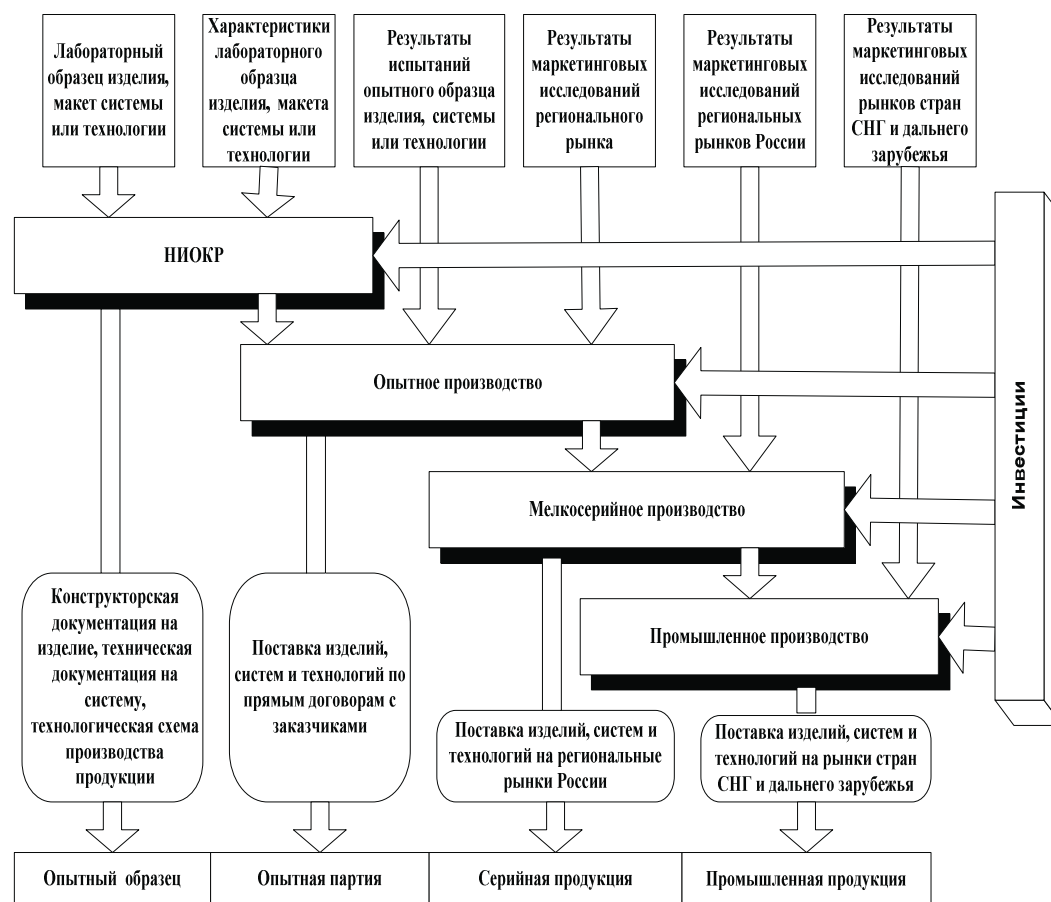 Лабораторный
образец изделия,
макет системы
или технологии
Характеристики
лабораторного
образца
изделия, макета
системы или
технологии
Результаты
испытаний
опытного образца
изделия, системы
или технологии
Результаты
маркетинговых
исследований
регионального
рынка
Результаты
маркетинговых
исследований
региональных
рынков России
Результаты
маркетинговых
исследований
рынков стран
СНГ и дальнего
зарубежья
НИОКР
Опытное производство
Мелкосерийное производство
Промышленное производство
Инвестиции
Конструкторская
документация на
изделие, техническая
документация на
систему,
технологическая схема
производства
продукции
Поставка изделий,
систем и технологий по
прямым договорам с
заказчиками
Поставка изделий, систем и
технологий на региональные
рынки России
Поставка изделий, систем и
технологий на рынки стран
СНГ и дальнего зарубежья
Опытный образец
Опытная партия
Серийная продукция
Промышленная продукция